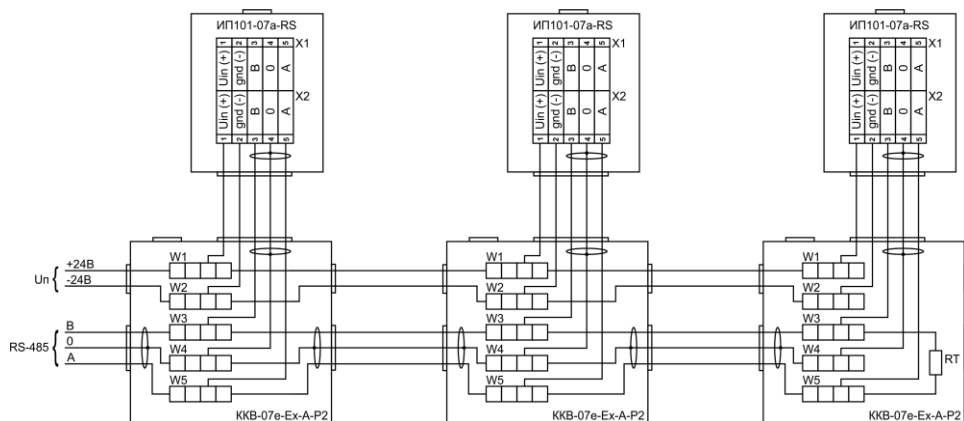 ИП101-07а-RS
X1
1 2 3 4 5
Uin (+) gnd (-) B 0 A
X2
Uin (+) gnd (-) B 0 A
1 2 3 4 5
ИП101-07а-RS
X1
1 2 3 4 5
Uin (+) gnd (-) B 0 A
X2
Uin (+) gnd (-) B 0 A
1 2 3 4 5
ИП101-07а-RS
X1
1 2 3 4 5
Uin (+) gnd (-) B 0 A
X2
Uin (+) gnd (-) B 0 A
1 2 3 4 5
Uп
+24В
-24В
RS-485
B
0
A
W1
W2
W3
W4
W5
ККВ-07е-Ех-А-Р2
W1
W2
W3
W4
W5
ККВ-07е-Ех-А-Р2
W1
W2
W3
W4
W5
RT
ККВ-07е-Ех-А-Р2